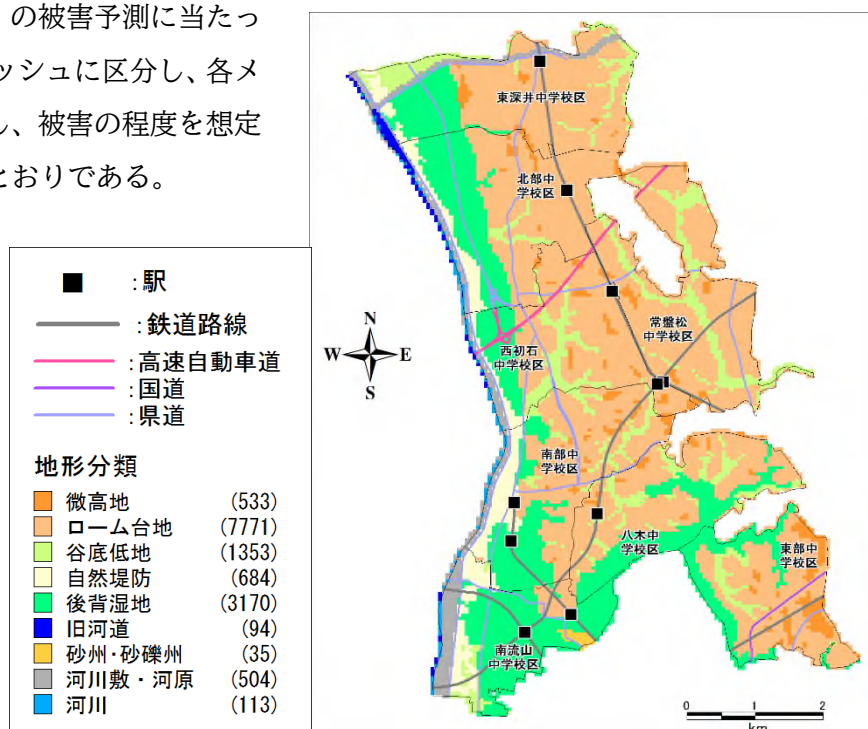 ）の被害予測に当たっ
ッシュに区分し、各メ
し、被害の程度を想定
とおりである。
:駅
:鉄道路線
:高速自動車道
:国道
:県道
地形分類
微高地 (533)
ローム台地 (7771)
谷底低地 (1353)
自然堤防 (684)
後背湿地 (3170)
旧河道 (94)
砂州・砂礫州 (35)
河川敷・河原 (504)
河川 (113)
N
W E
S
東深井中学校区
北部中
学校区
常盤松
中学校区
西初石
中学校区
南部中
学校区
八木中
学校区
東部中
学校区
南流山
中学校区
0 1 2
km